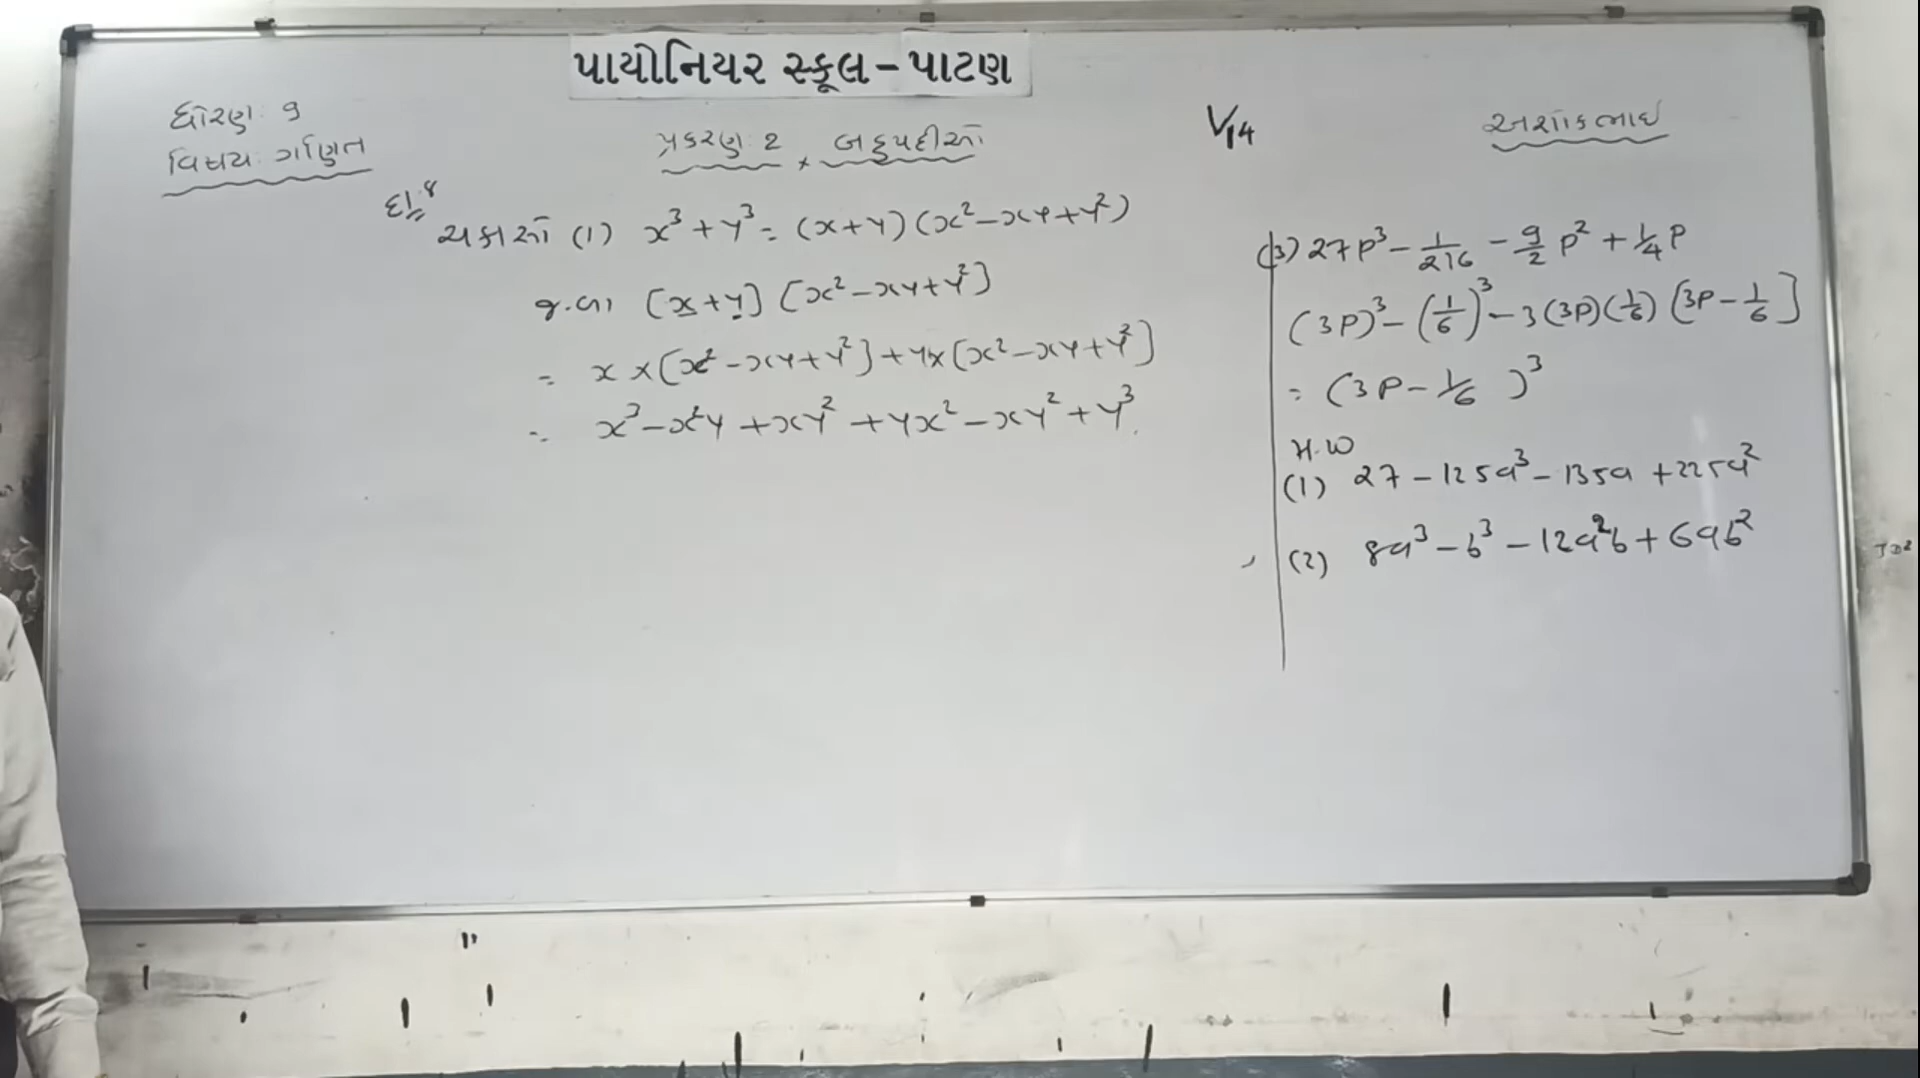 પાયોનિયર સ્કૂલ - પાટણ
ધોરણ: 9
વિષય: ગણિત
પ્રકરણ: 2 બહુપદીઓ
V/14
અશોકભાઇ
દા. 8
ચકાસો (1) x³ + y³ = (x+y) (x² - xy + y²)
જ.બા [x+y] [x² - xy + y²]
= x × [x² - xy + y²] + y × [x² - xy + y²]
= x³ - x²y + xy² + yx² - xy² + y³
(3) 27p³ - 1/216 - 9/2 p² + 1/4 p
(3p)³ - (1/6)³ - 3(3p)(1/6) [3p - 1/6]
= (3p - 1/6)³
H.W
(1) 27 - 125a³ - 135a + 225a²
(2) 8a³ - b³ - 12a²b + 6ab²